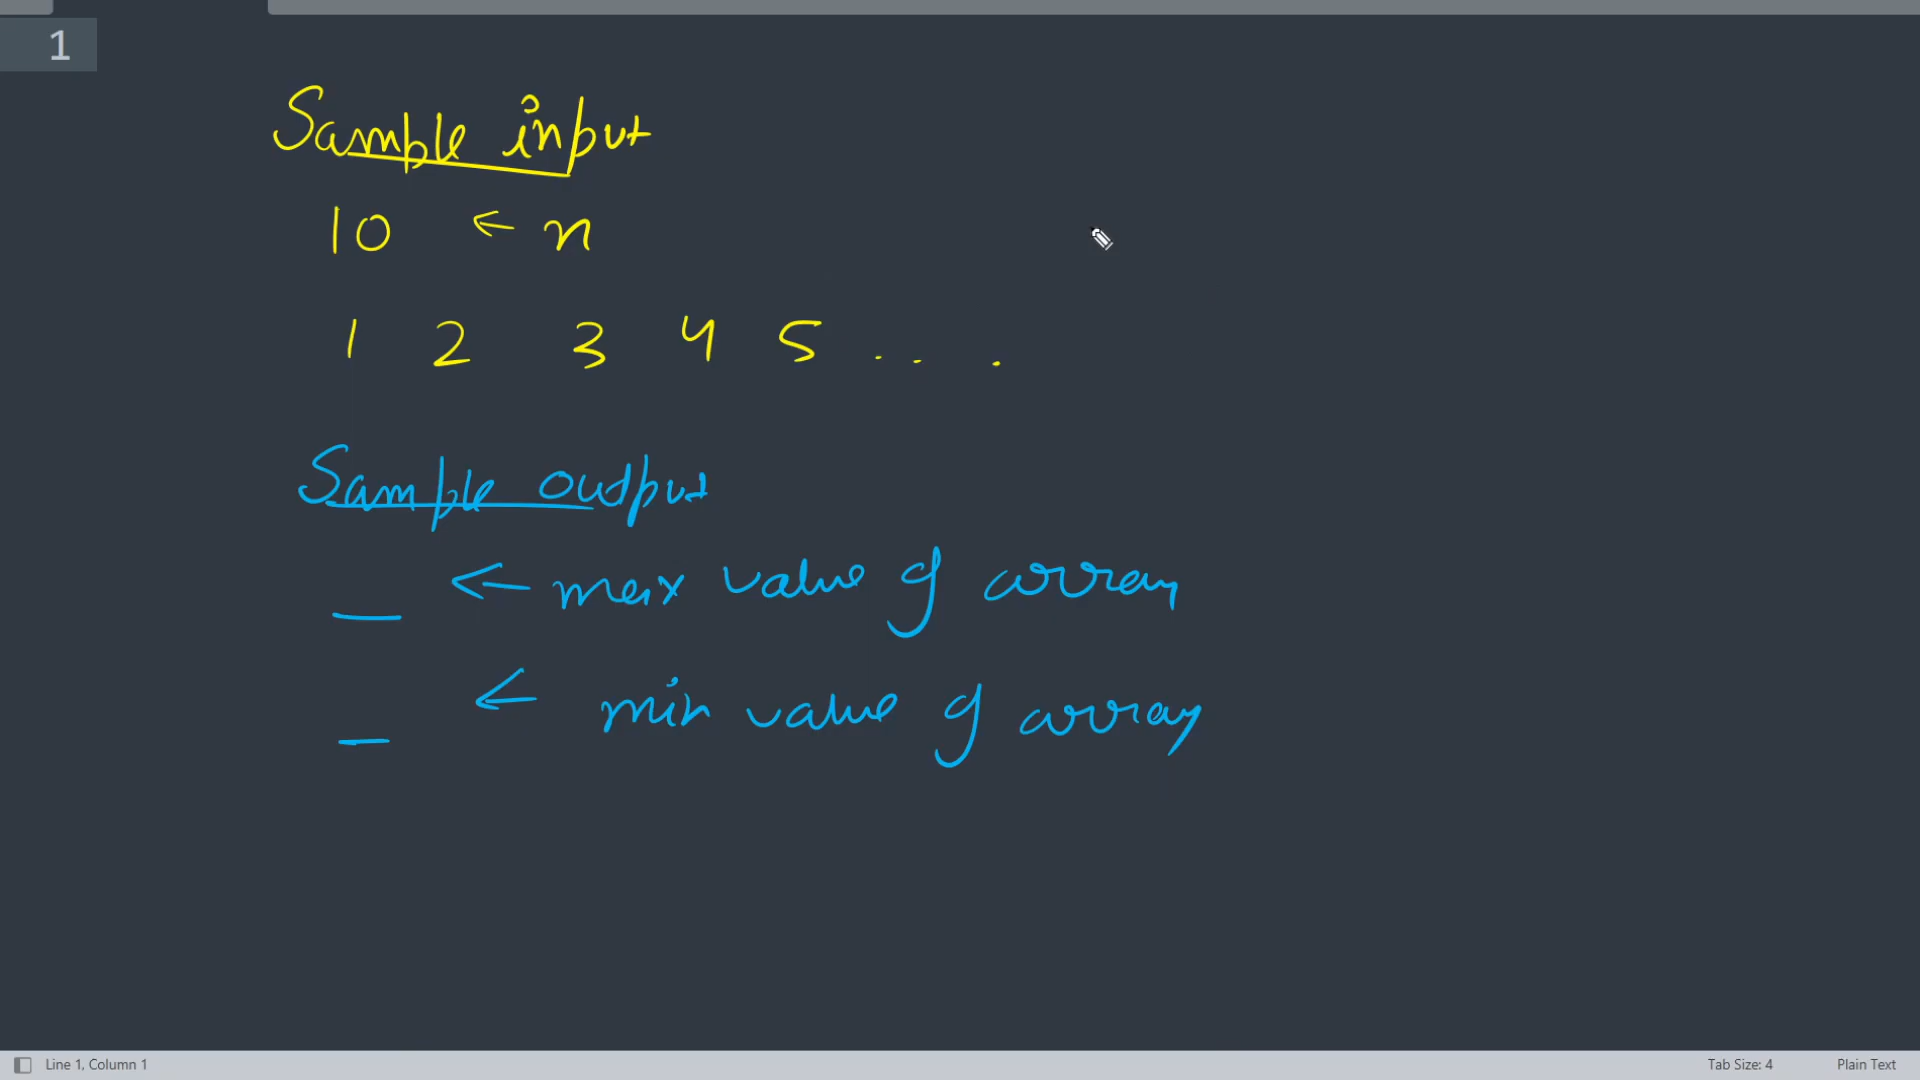 1
Sample input
10 ← n
1 2 3 4 5 . . .
Sample output
_ ← max value of array
_ ← min value of array
Line 1, Column 1
Tab Size: 4
Plain Text